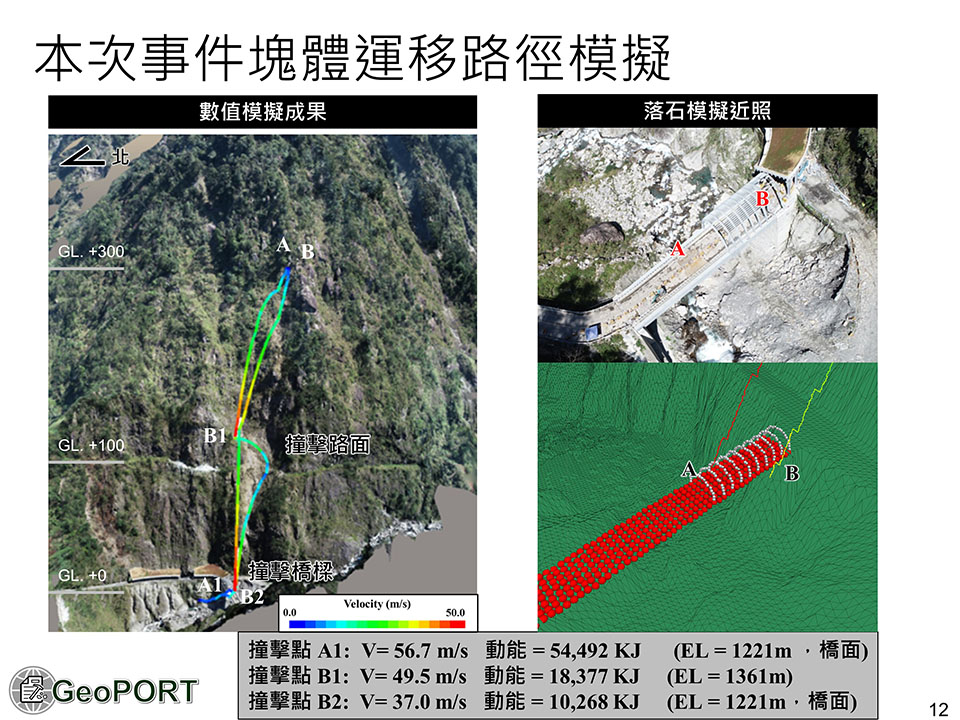 本次事件塊體運移路徑模擬
數值模擬成果
北
GL. +300
A B
B1
GL. +100
撞擊路面
GL. +0
撞擊橋樑
A1
B2
Velocity (m/s)
0.0 50.0
落石模擬近照
B
A
A
B
撞擊點 A1: V= 56.7 m/s 動能 = 54,492 KJ (EL = 1221m ,橋面)
撞擊點 B1: V= 49.5 m/s 動能 = 18,377 KJ (EL = 1361m)
撞擊點 B2: V= 37.0 m/s 動能 = 10,268 KJ (EL = 1221m,橋面)
GeoPORT
12